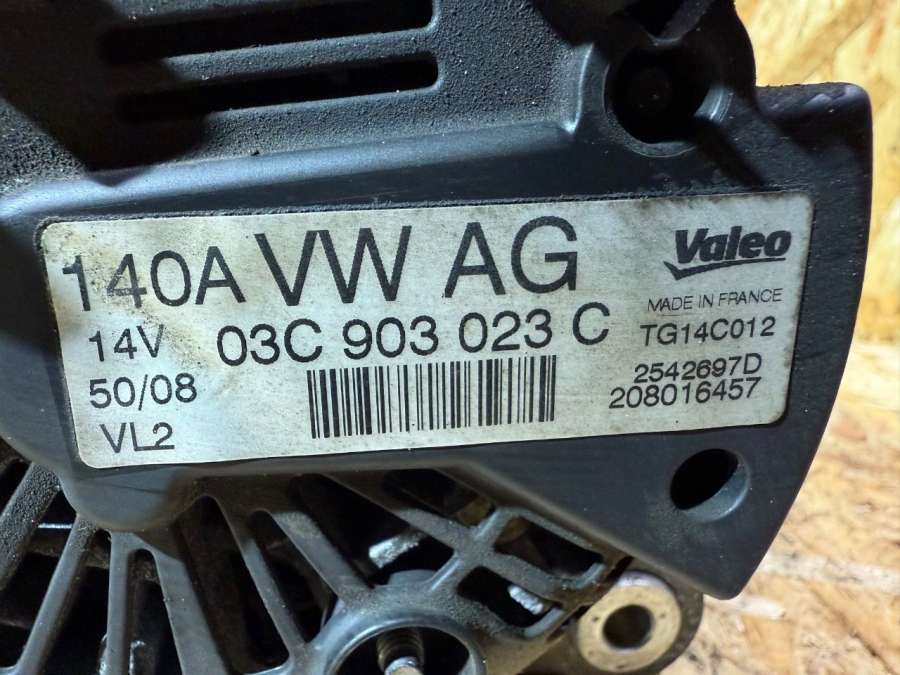 140A VW AG
Valeo
MADE IN FRANCE
14V 03C 903 023 C TG14C012
50/08 2542697D
208016457
VL2